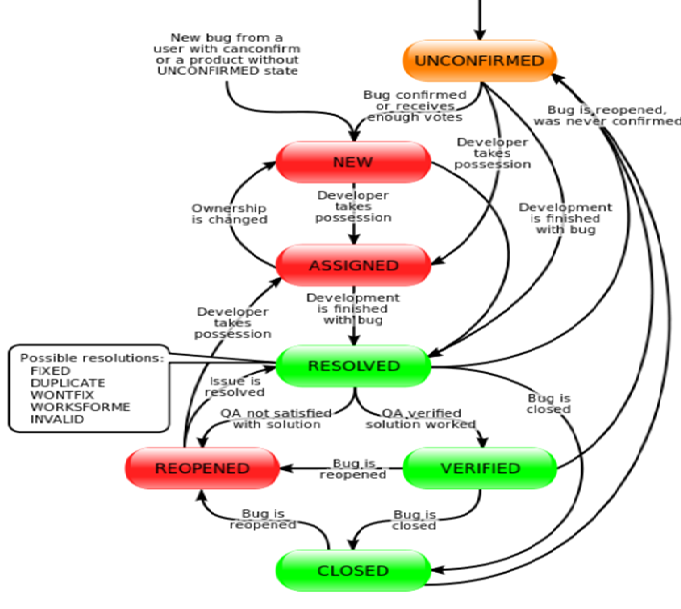 New bug from a
user with canconfirm
or a product without
UNCONFIRMED state
UNCONFIRMED
Bug confirmed
or receives
enough votes
Bug is reopened,
was never confirmed
Developer
takes
possession
NEW
Ownership
is changed
Developer
takes
possession
Development
is finished
with bug
ASSIGNED
Developer
takes
possession
Development
is finished
with bug
Possible resolutions:
FIXED
DUPLICATE
WONTFIX
WORKSFORME
INVALID
RESOLVED
Issue is
resolved
Bug is
closed
QA not satisfied
with solution
QA verified
solution worked
REOPENED
Bug is
reopened
VERIFIED
Bug is
reopened
Bug is
closed
CLOSED